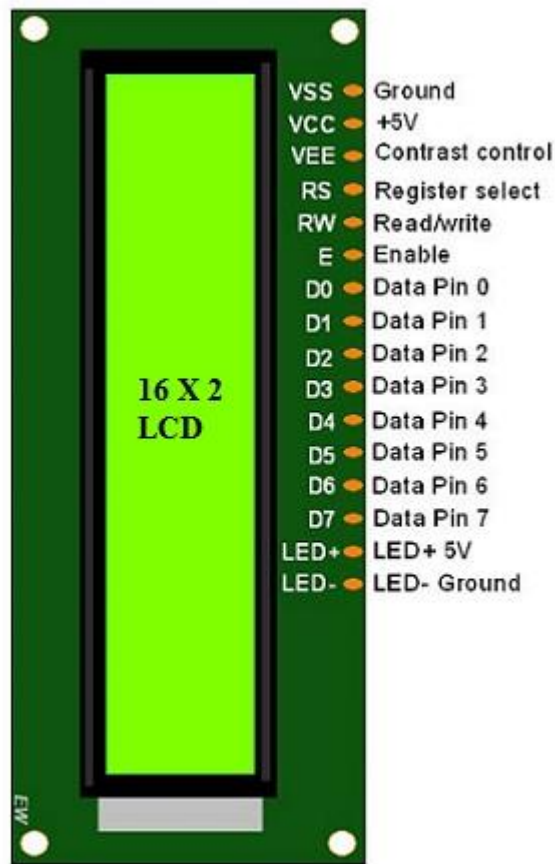 VSS Ground
VCC +5V
VEE Contrast control
RS Register select
RW Read/write
E Enable
D0 Data Pin 0
D1 Data Pin 1
D2 Data Pin 2
D3 Data Pin 3
16 X 2
LCD
D4 Data Pin 4
D5 Data Pin 5
D6 Data Pin 6
D7 Data Pin 7
LED+ LED+ 5V
LED- LED- Ground
EW